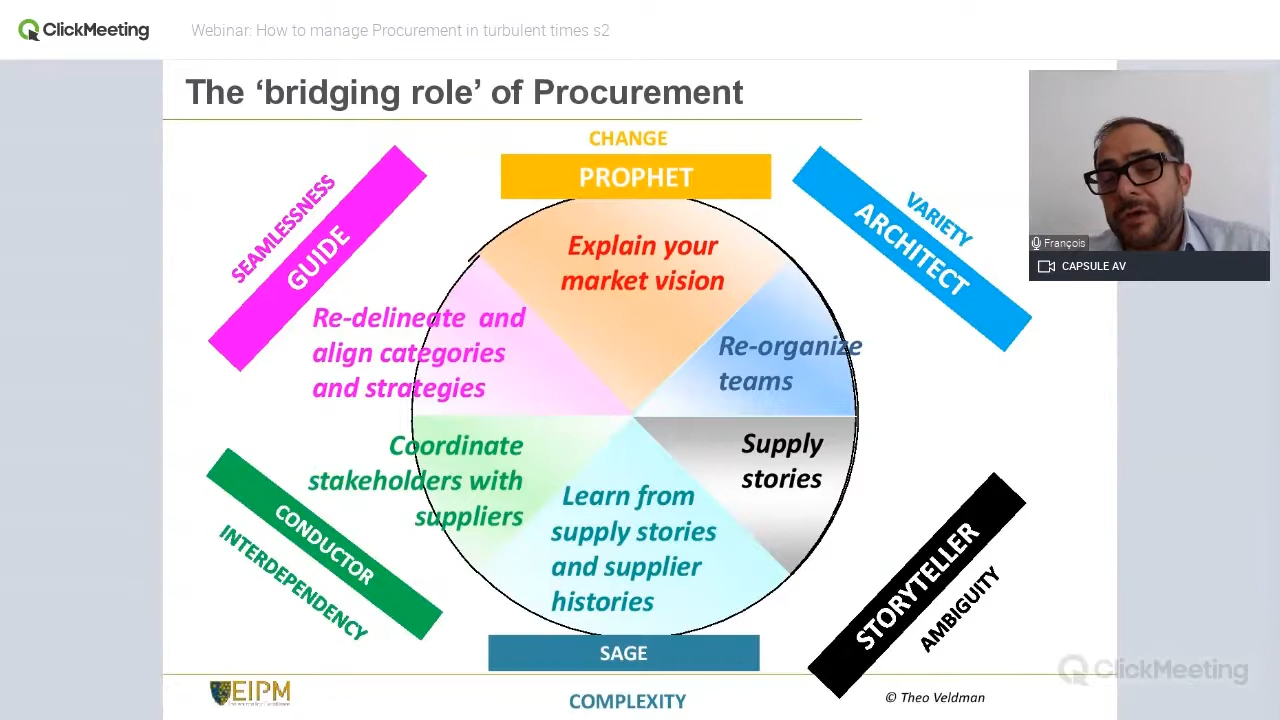 ClickMeeting
Webinar: How to manage Procurement in turbulent times s2
The ‘bridging role’ of Procurement
CHANGE
PROPHET
SEAMLESSNESS
GUIDE
VARIETY
ARCHITECT
François
CAPSULE AV
Explain your
market vision
Re-delineate and
align categories
and strategies
Re-organize
teams
Coordinate
stakeholders with
suppliers
Supply
stories
Learn from
supply stories
and supplier
histories
CONDUCTOR
INTERDEPENDENCY
STORYTELLER
AMBIGUITY
SAGE
COMPLEXITY
EIPM
© Theo Veldman
ClickMeeting